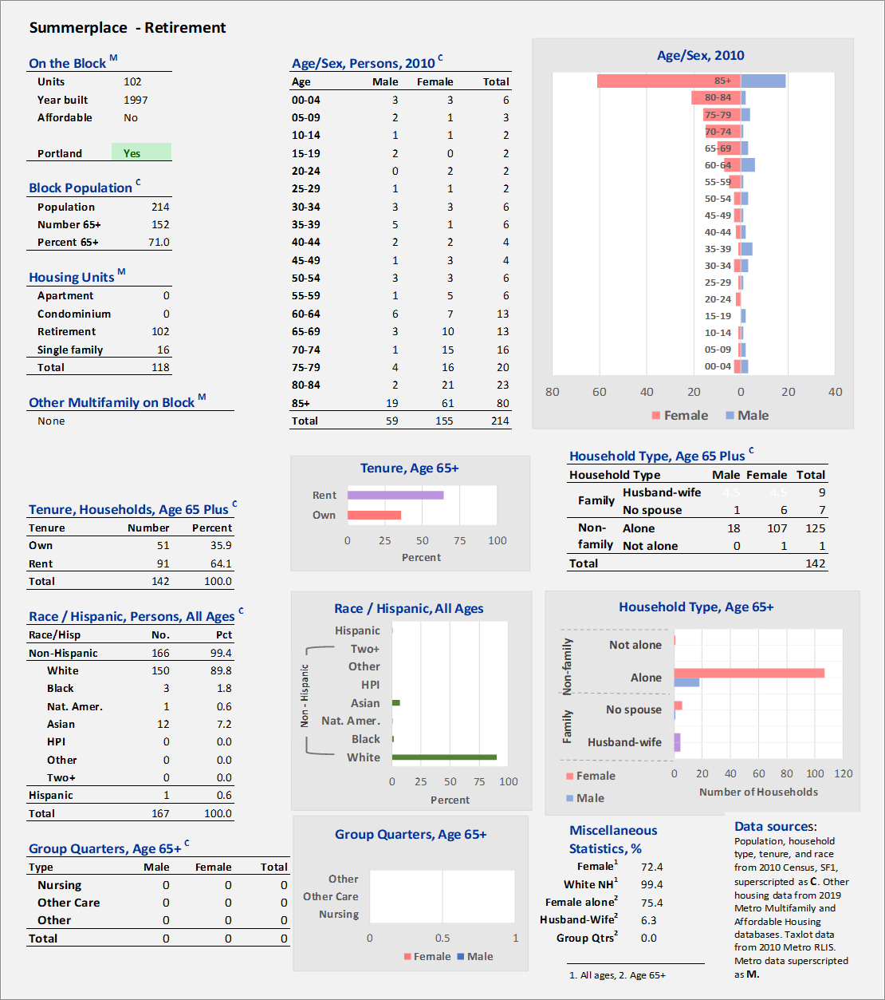 Summerplace - Retirement
On the Block M
Units 102
Year built 1997
Affordable No
Portland Yes
Block Population C
Population 214
Number 65+ 152
Percent 65+ 71.0
Housing Units M
Apartment 0
Condominium 0
Retirement 102
Single family 16
Total 118
Other Multifamily on Block M
None
Age/Sex, Persons, 2010 C
Age Male Female Total
00-04 3 3 6
05-09 2 1 3
10-14 1 1 2
15-19 2 0 2
20-24 0 2 2
25-29 1 1 2
30-34 3 3 6
35-39 5 1 6
40-44 2 2 4
45-49 1 3 4
50-54 3 3 6
55-59 1 5 6
60-64 6 7 13
65-69 3 10 13
70-74 1 15 16
75-79 4 16 20
80-84 2 21 23
85+ 19 61 80
Total 59 155 214
Age/Sex, 2010
85+
80-84
75-79
70-74
65-69
60-64
55-59
50-54
45-49
40-44
35-39
30-34
25-29
20-24
15-19
10-14
05-09
00-04
80 60 40 20 0 20 40
Female Male
Tenure, Households, Age 65 Plus C
Tenure Number Percent
Own 51 35.9
Rent 91 64.1
Total 142 100.0
Tenure, Age 65+
Rent
Own
0 25 50 75 100
Percent
Household Type, Age 65 Plus C
Household Type Male Female Total
Family Husband-wife 4.5 4.5 9
No spouse 1 6 7
Non-family Alone 18 107 125
Not alone 0 1 1
Total 142
Race / Hispanic, Persons, All Ages C
Race/Hisp No. Pct
Non-Hispanic 166 99.4
White 150 89.8
Black 3 1.8
Nat. Amer. 1 0.6
Asian 12 7.2
HPI 0 0.0
Other 0 0.0
Two+ 0 0.0
Hispanic 1 0.6
Total 167 100.0
Race / Hispanic, All Ages
Hispanic
Two+
Other
HPI
Asian
Nat. Amer.
Black
White
Non - Hispanic
0 25 50 75 100
Percent
Household Type, Age 65+
Non-family
Not alone
Alone
Family
No spouse
Husband-wife
0 20 40 60 80 100 120
Number of Households
Female
Male
Group Quarters, Age 65+ C
Type Male Female Total
Nursing 0 0 0
Other Care 0 0 0
Other 0 0 0
Total 0 0 0
Group Quarters, Age 65+
Other
Other Care
Nursing
0 0.5 1
Female Male
Miscellaneous
Statistics, %
Female1 72.4
White NH1 99.4
Female alone2 75.4
Husband-Wife2 6.3
Group Qtrs2 0.0
1. All ages, 2. Age 65+
Data sources:
Population, household
type, tenure, and race
from 2010 Census, SF1,
superscripted as C. Other
housing data from 2019
Metro Multifamily and
Affordable Housing
databases. Taxlot data
from 2010 Metro RLIS.
Metro data superscripted
as M.